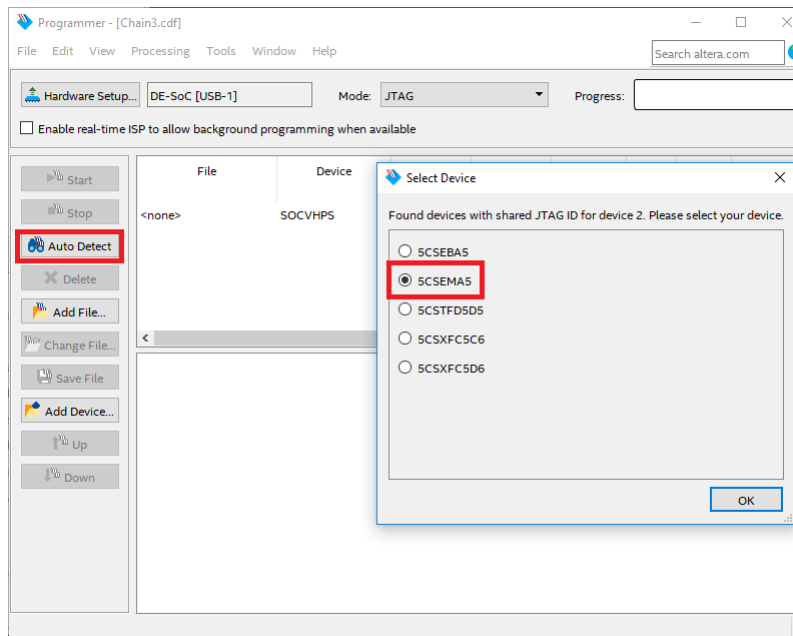 Programmer - [Chain3.cdf]
File Edit View Processing Tools Window Help
Search altera.com
Hardware Setup... DE-SoC [USB-1] Mode: JTAG Progress:
Enable real-time ISP to allow background programming when available
Start
Stop
Auto Detect
Delete
Add File...
Change File...
Save File
Add Device...
Up
Down
File Device
<none> SOCVHPS
Select Device
Found devices with shared JTAG ID for device 2. Please select your device.
5CSEBA5
5CSEMA5
5CSTFD5D5
5CSXFC5C6
5CSXFC5D6
OK